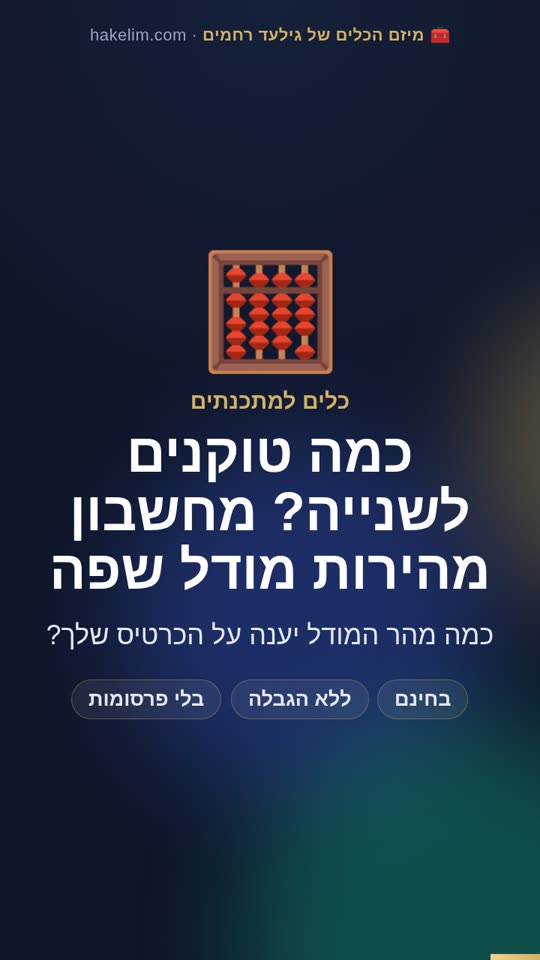 🧰 מיזם הכלים של גילעד רחמים · hakelim.com
כלים למתכנתים
כמה טוקנים
לשנייה? מחשבון
מהירות מודל שפה
כמה מהר המודל יענה על הכרטיס שלך?
בחינם
ללא הגבלה
בלי פרסומות